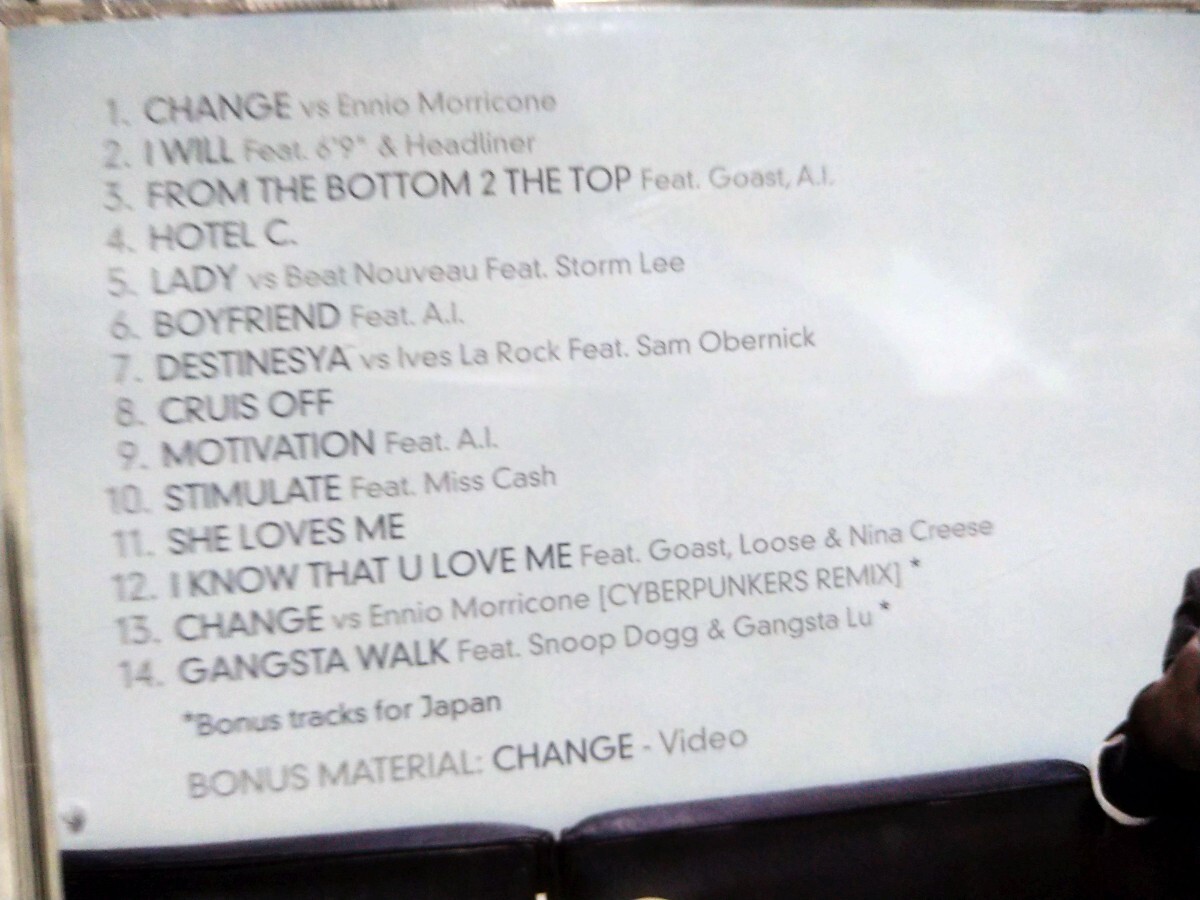 1. CHANGE vs Ennio Morricone
2. I WILL Feat. 6'9" & Headliner
3. FROM THE BOTTOM 2 THE TOP Feat. Goast, A.I.
4. HOTEL C.
5. LADY vs Beat Nouveau Feat. Storm Lee
6. BOYFRIEND Feat. A.I.
7. DESTINESYA vs Ives La Rock Feat. Sam Obernick
8. CRUIS OFF
9. MOTIVATION Feat. A.I.
10. STIMULATE Feat. Miss Cash
11. SHE LOVES ME
12. I KNOW THAT U LOVE ME Feat. Goast, Loose & Nina Creese
13. CHANGE vs Ennio Morricone [CYBERPUNKERS REMIX] *
14. GANGSTA WALK Feat. Snoop Dogg & Gangsta Lu *
*Bonus tracks for Japan
BONUS MATERIAL: CHANGE - Video